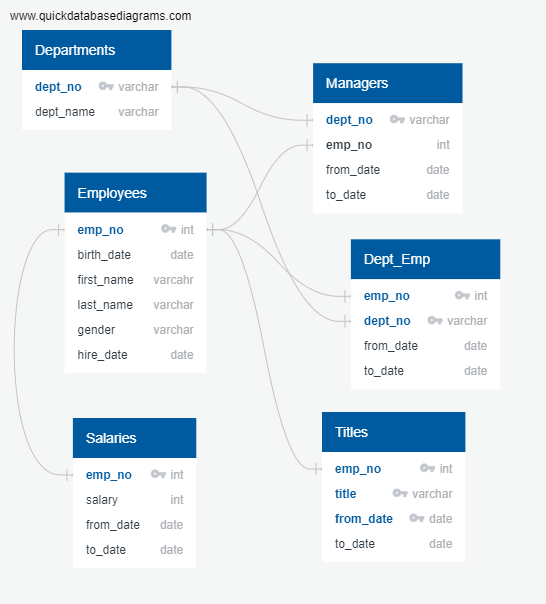 www.quickdatabasediagrams.com
Departments
dept_no varchar
dept_name varchar
Managers
dept_no varchar
emp_no int
from_date date
to_date date
Employees
emp_no int
birth_date date
first_name varcahr
last_name varchar
gender varchar
hire_date date
Dept_Emp
emp_no int
dept_no varchar
from_date date
to_date date
Salaries
emp_no int
salary int
from_date date
to_date date
Titles
emp_no int
title varchar
from_date date
to_date date